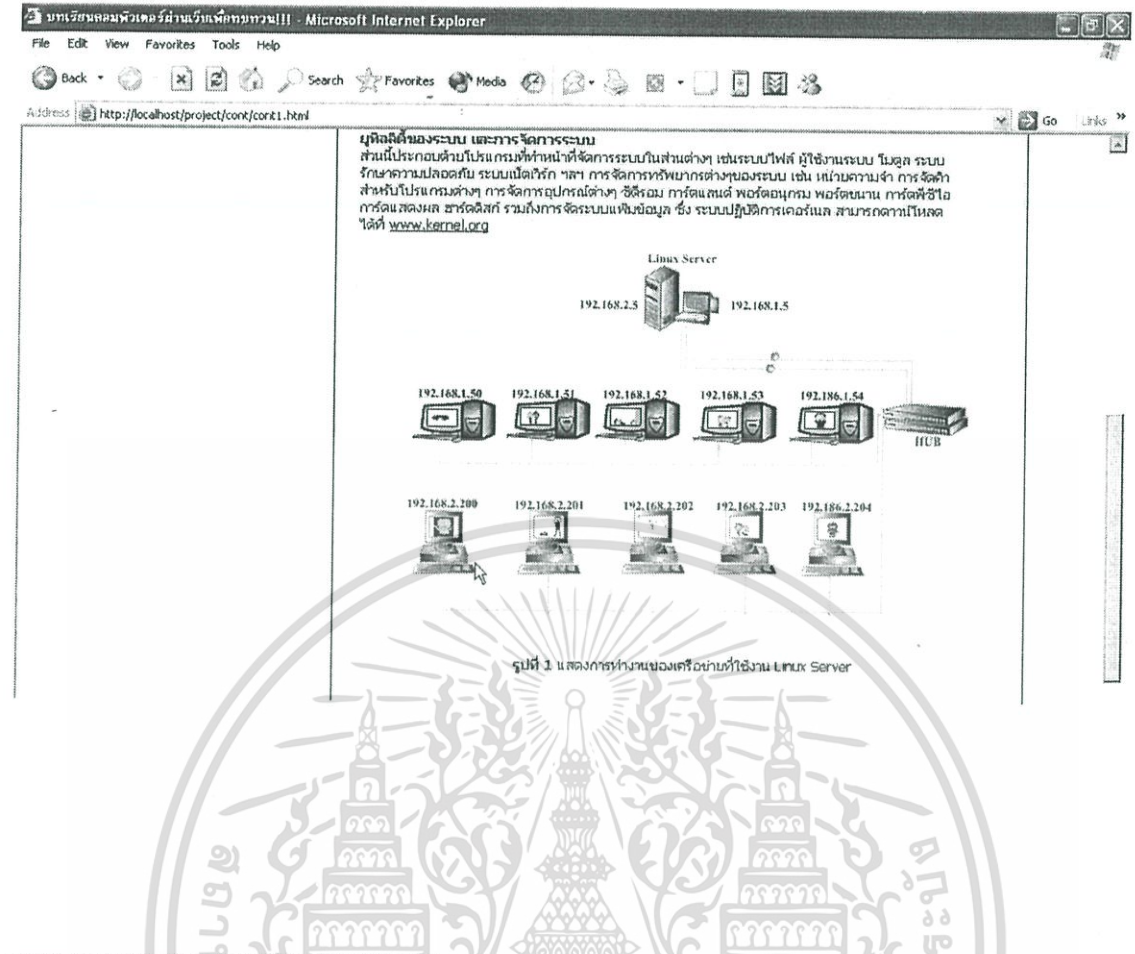 บทเรียนคอมพิวเตอร์ผ่านเว็บเพื่อทบทวน!!! - Microsoft Internet Explorer
File Edit View Favorites Tools Help
Back Search Favorites Media
Address http://localhost/project/cont/cont1.html Go Links »
ยูทิลิตี้ของระบบ และการจัดการระบบ
ส่วนนี้ประกอบด้วยโปรแกรมที่ทำหน้าที่จัดการระบบในส่วนต่างๆ เช่นระบบไฟล์ ผู้ใช้งานระบบ โมดูล ระบบ
รักษาความปลอดภัย ระบบเน็ตเวิร์ก ฯลฯ การจัดการทรัพยากรต่างๆของระบบ เช่น หน่วยความจำ การจัดคิว
สำหรับโปรแกรมต่างๆ การจัดการอุปกรณ์ต่างๆ ซีดีรอม การ์ดแลนด์ พอร์ตอนุกรม พอร์ตขนาน การ์ดพีซีไอ
การ์ดแสดงผล ฮาร์ดดิสก์ รวมถึงการจัดระบบแฟ้มข้อมูล ซึ่ง ระบบปฏิบัติการเคอร์เนล สามารถดาวน์โหลด
ได้ที่ www.kernel.org
Linux Server
192.168.2.5 192.168.1.5
192.168.1.50 192.168.1.51 192.168.1.52 192.168.1.53 192.186.1.54
HUB
192.168.2.200 192.168.2.201 192.168.2.202 192.168.2.203 192.186.2.204
รูปที่ 1 แสดงการทำงานของเครือข่ายที่ใช้งาน Linux Server